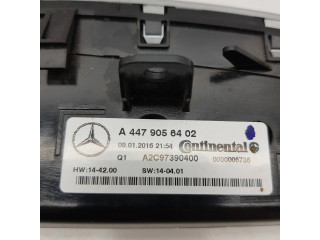 A 447 905 64 02
09.01.2016 21:54
Continental
Q1 A2C97390400 0000006738
HW:14-42.00 SW:14-04.01